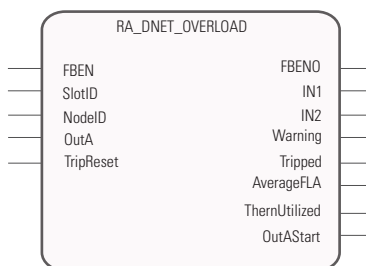 RA_DNET_OVERLOAD
FBEN
FBENO
SlotID
IN1
NodeID
IN2
OutA
Warning
TripReset
Tripped
AverageFLA
ThernUtilized
OutAStart